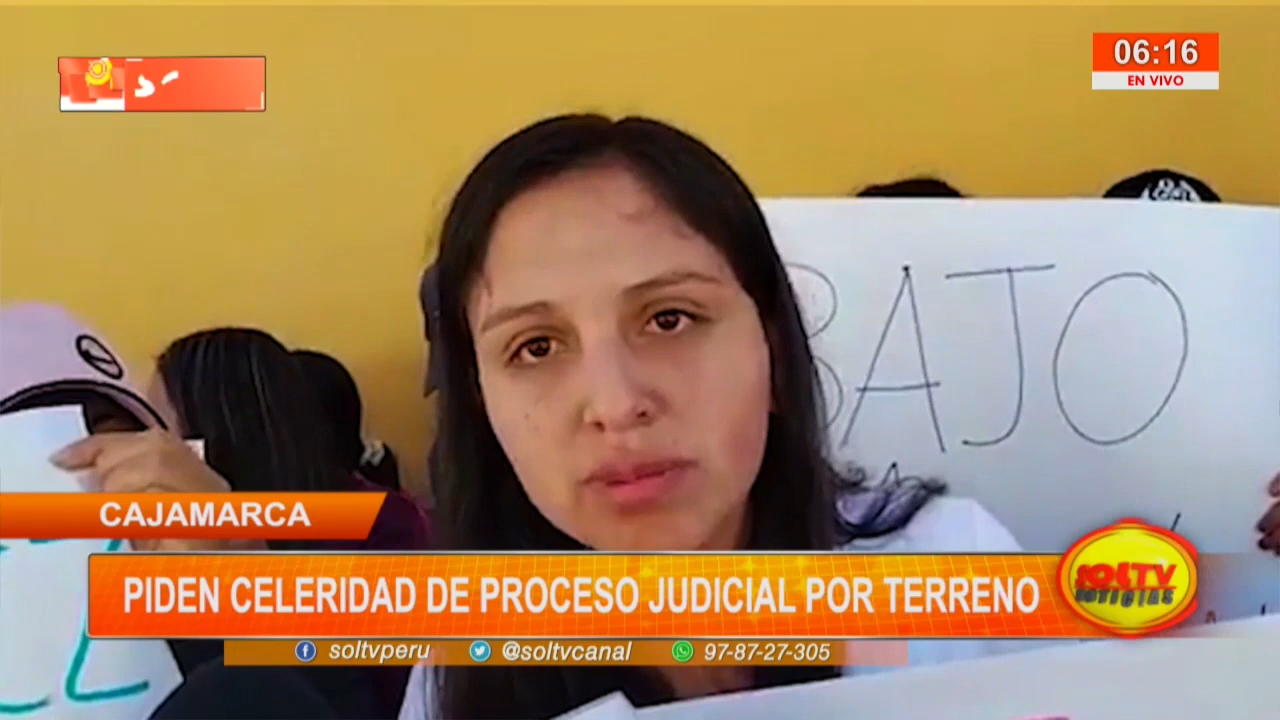 06:16
EN VIVO
BAJO
CAJAMARCA
PIDEN CELERIDAD DE PROCESO JUDICIAL POR TERRENO
SOLTV
NOTICIAS
soltvperu @soltvcanal 97-87-27-305